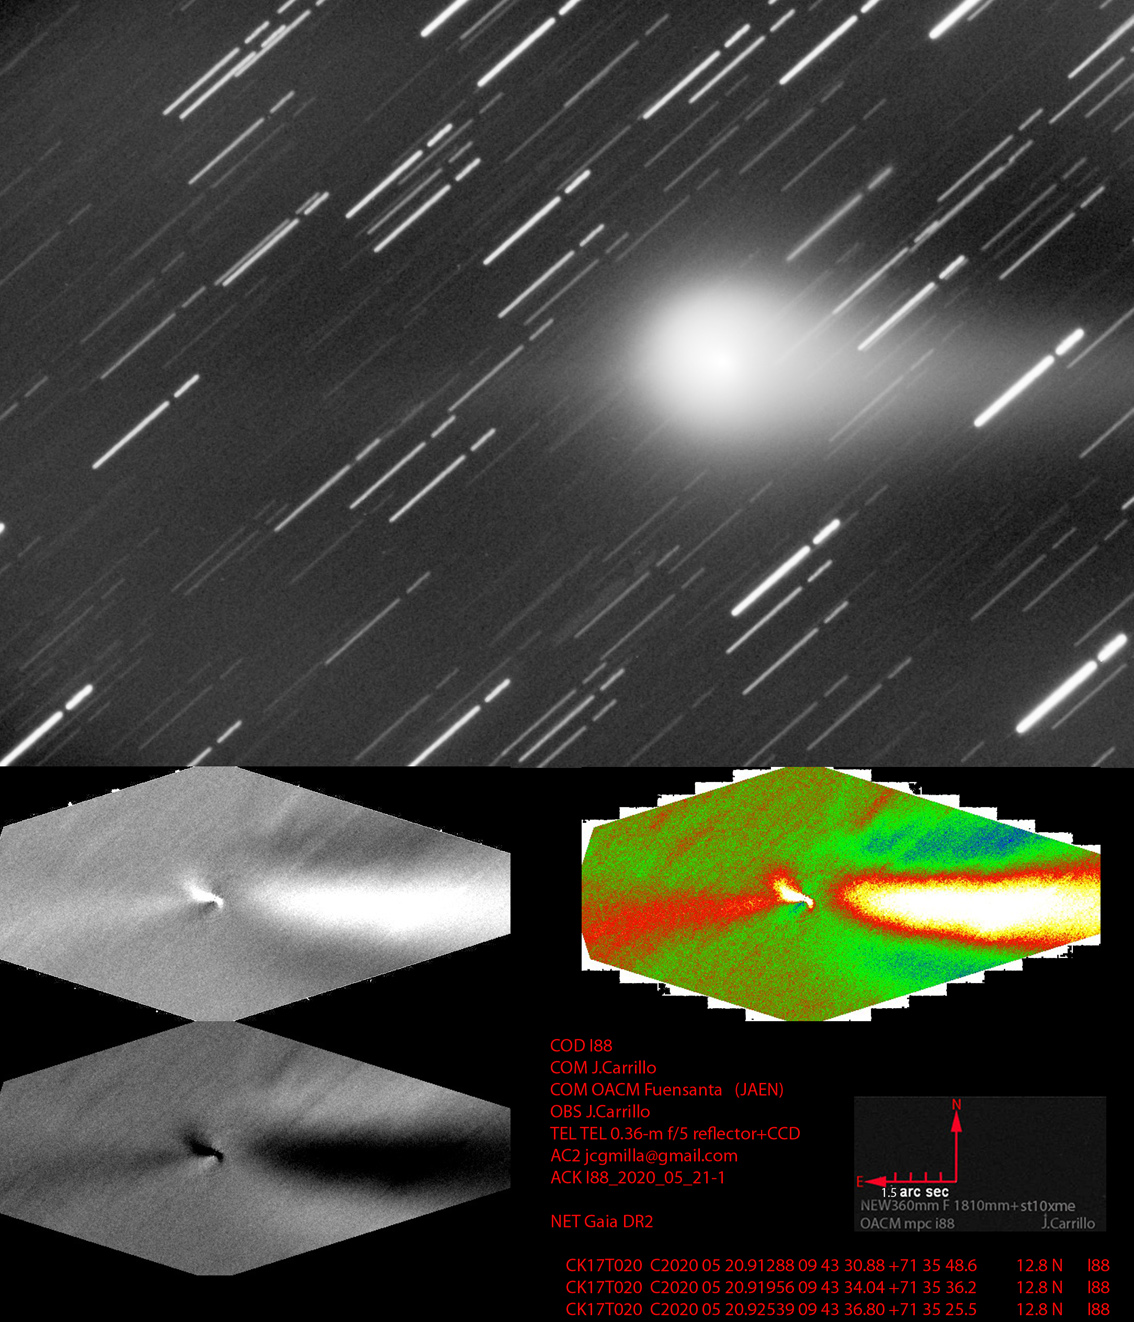 COD I88
COM J.Carrillo
COM OACM Fuensanta (JAEN)
OBS J.Carrillo
TEL TEL 0.36-m f/5 reflector+CCD
AC2 jcgmilla@gmail.com
ACK I88_2020_05_21-1
NET Gaia DR2
N
E
1.5 arc sec
NEW360mm F 1810mm+st10xme
OACM mpc i88 J.Carrillo
CK17T020 C2020 05 20.91288 09 43 30.88 +71 35 48.6 12.8 N I88
CK17T020 C2020 05 20.91956 09 43 34.04 +71 35 36.2 12.8 N I88
CK17T020 C2020 05 20.92539 09 43 36.80 +71 35 25.5 12.8 N I88